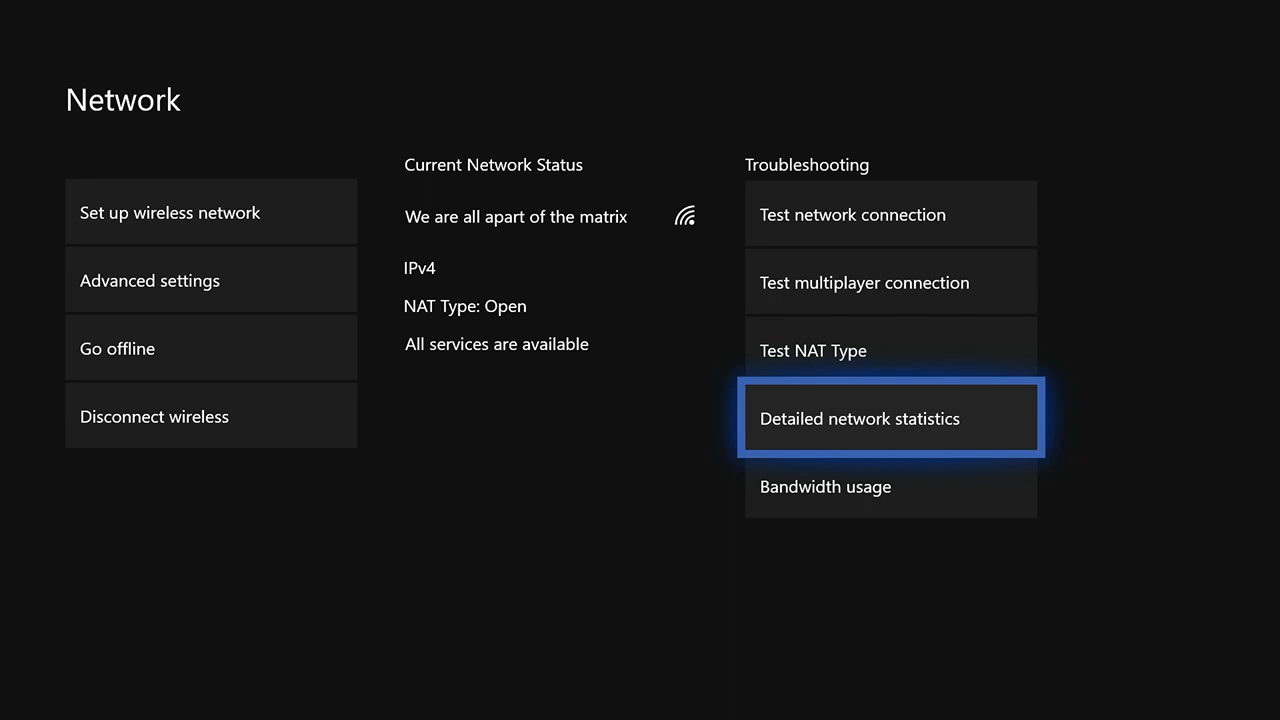 Network
Set up wireless network
Advanced settings
Go offline
Disconnect wireless
Current Network Status
We are all apart of the matrix
IPv4
NAT Type: Open
All services are available
Troubleshooting
Test network connection
Test multiplayer connection
Test NAT Type
Detailed network statistics
Bandwidth usage